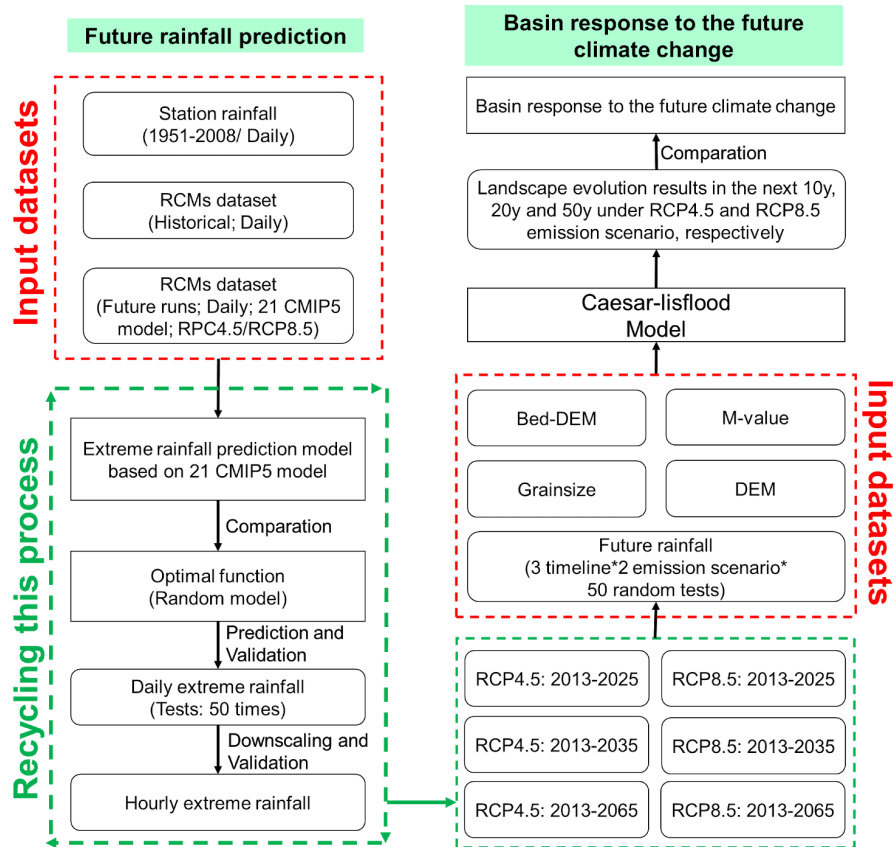 Future rainfall prediction
Input datasets
Station rainfall
(1951-2008/ Daily)
RCMs dataset
(Historical; Daily)
RCMs dataset
(Future runs; Daily; 21 CMIP5
model; RPC4.5/RCP8.5)
Recycling this process
Extreme rainfall prediction model
based on 21 CMIP5 model
Comparation
Optimal function
(Random model)
Prediction and
Validation
Daily extreme rainfall
(Tests: 50 times)
Downscaling and
Validation
Hourly extreme rainfall
Basin response to the future
climate change
Basin response to the future climate change
Comparation
Landscape evolution results in the next 10y,
20y and 50y under RCP4.5 and RCP8.5
emission scenario, respectively
Caesar-lisflood
Model
Input datasets
Bed-DEM
M-value
Grainsize
DEM
Future rainfall
(3 timeline*2 emission scenario*
50 random tests)
RCP4.5: 2013-2025
RCP8.5: 2013-2025
RCP4.5: 2013-2035
RCP8.5: 2013-2035
RCP4.5: 2013-2065
RCP8.5: 2013-2065